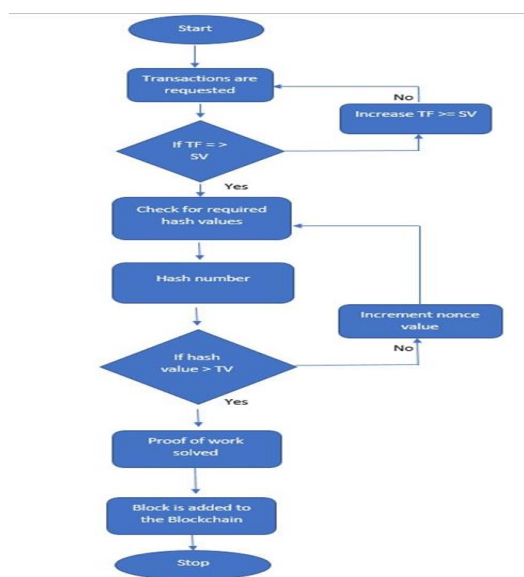 Start
Transactions are
requested
No
Increase TF >= SV
If TF = >
SV
Yes
Check for required
hash values
Hash number
Increment nonce
value
If hash
value > TV
No
Yes
Proof of work
solved
Block is added to
the Blockchain
Stop